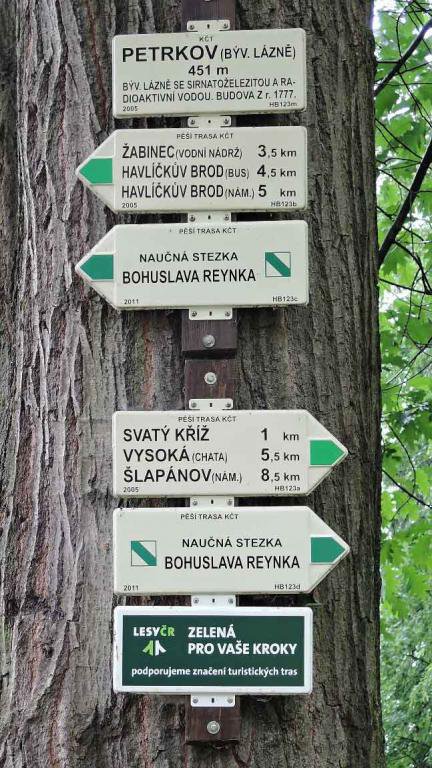 KČT
PETRKOV (BÝV. LÁZNĚ)
451 m
BÝV. LÁZNĚ SE SIRNATOŽELEZITOU A RA-
DIOAKTIVNÍ VODOU. BUDOVA Z r. 1777.
2005 HB123m
PĚŠÍ TRASA KČT
ŽABINEC (VODNÍ NÁDRŽ) 3,5 km
HAVLÍČKŮV BROD (BUS) 4,5 km
HAVLÍČKŮV BROD (NÁM.) 5 km
2005 HB123b
PĚŠÍ TRASA KČT
NAUČNÁ STEZKA
BOHUSLAVA REYNKA
2011 HB123c
PĚŠÍ TRASA KČT
SVATÝ KŘÍŽ 1 km
VYSOKÁ (CHATA) 5,5 km
ŠLAPÁNOV (NÁM.) 8,5 km
2005 HB123a
PĚŠÍ TRASA KČT
NAUČNÁ STEZKA
BOHUSLAVA REYNKA
2011 HB123d
LESYČR ZELENÁ
PRO VAŠE KROKY
podporujeme značení turistických tras